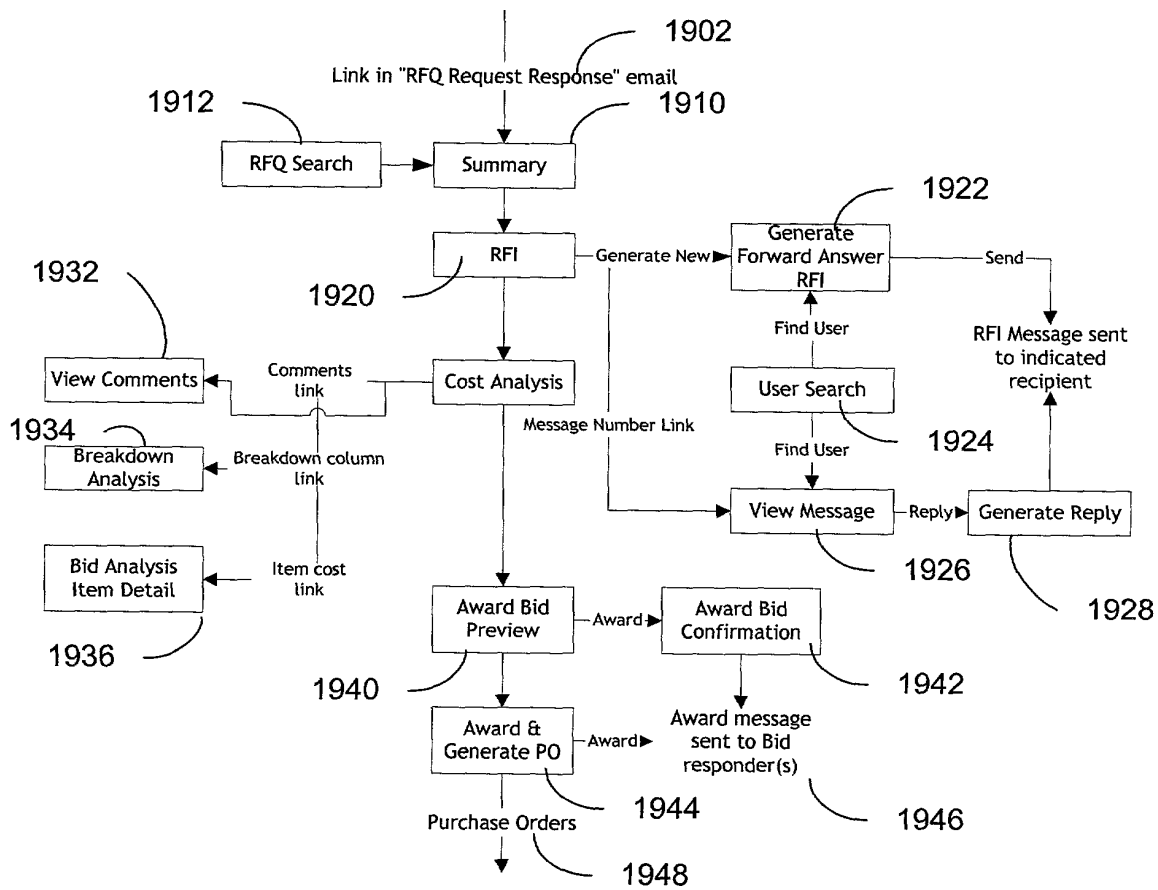 1902
Link in "RFQ Request Response" email
1912
1910
RFQ Search
Summary
1922
Generate
Forward Answer
RFI
RFI
Generate New
Send
1932
1920
Find User
RFI Message sent
to indicated
recipient
View Comments
Comments
link
Cost Analysis
User Search
1934
Message Number Link
1924
Breakdown
Analysis
Breakdown column
link
Find User
View Message
Reply
Generate Reply
Bid Analysis
Item Detail
Item cost
link
1926
1928
Award Bid
Preview
Award
Award Bid
Confirmation
1936
1940
1942
Award &
Generate PO
Award
Award message
sent to Bid
responder(s)
1944
1946
Purchase Orders
1948